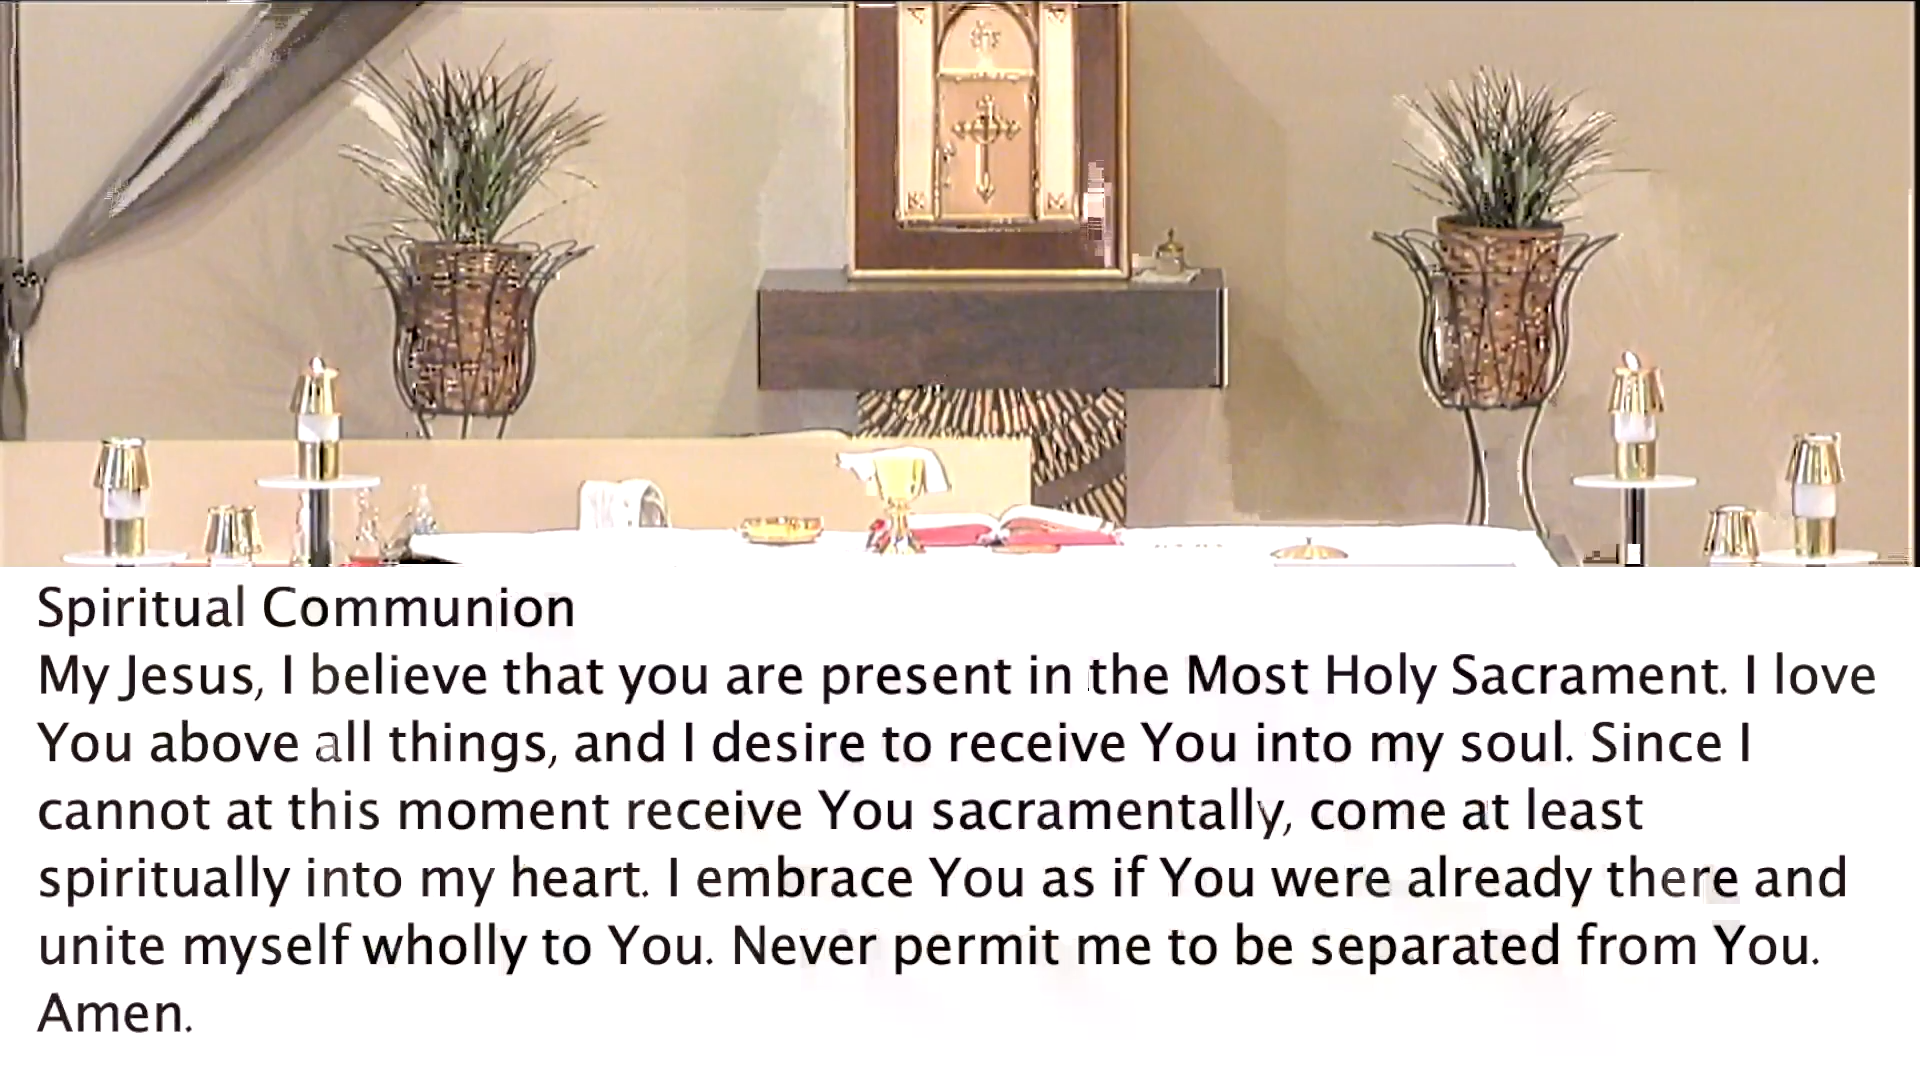 Spiritual Communion
My Jesus, I believe that you are present in the Most Holy Sacrament. I love
You above all things, and I desire to receive You into my soul. Since I
cannot at this moment receive You sacramentally, come at least
spiritually into my heart. I embrace You as if You were already there and
unite myself wholly to You. Never permit me to be separated from You.
Amen.